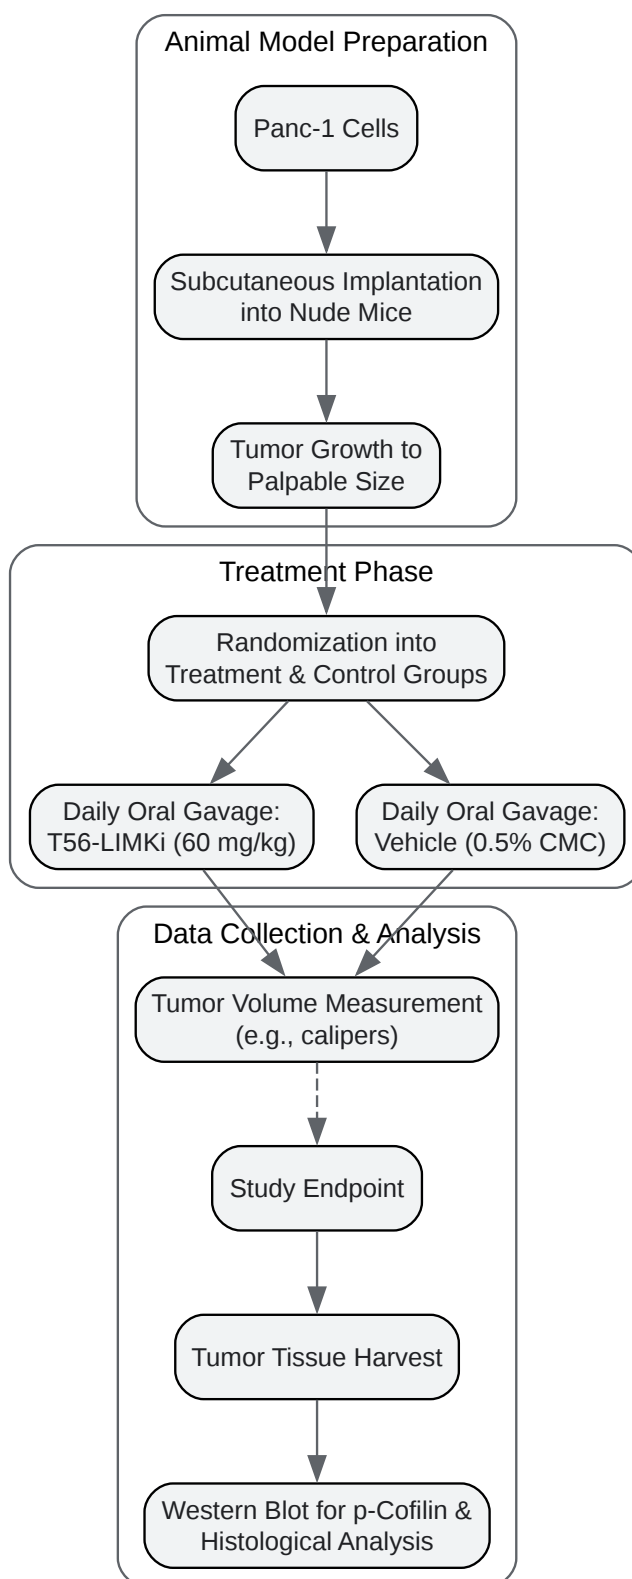 Animal Model Preparation
Panc-1 Cells
Subcutaneous Implantation
into Nude Mice
Tumor Growth to
Palpable Size
Treatment Phase
Randomization into
Treatment & Control Groups
Daily Oral Gavage:
T56-LIMKi (60 mg/kg)
Daily Oral Gavage:
Vehicle (0.5% CMC)
Data Collection & Analysis
Tumor Volume Measurement
(e.g., calipers)
Study Endpoint
Tumor Tissue Harvest
Western Blot for p-Cofilin &
Histological Analysis